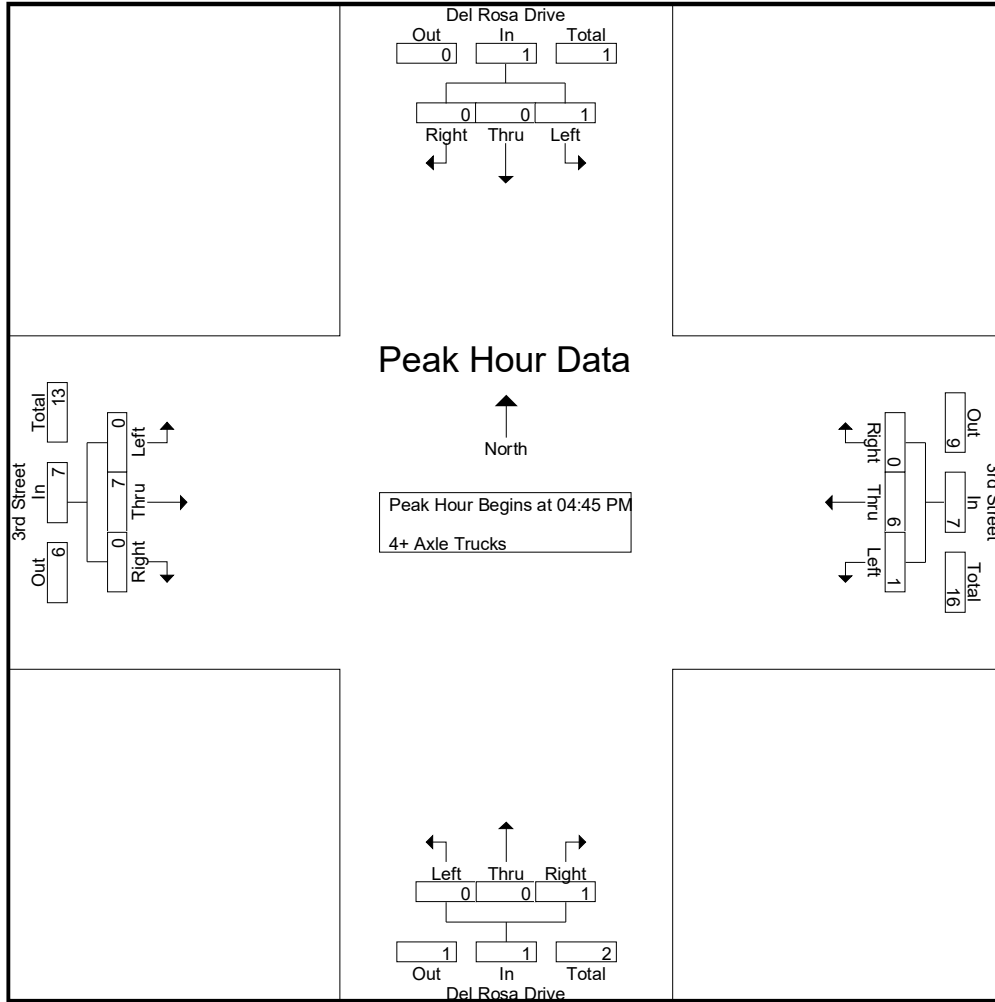 Del Rosa Drive
Out In Total
0 1 1
0 0 1
Right Thru Left
Peak Hour Data
North
Peak Hour Begins at 04:45 PM
4+ Axle Trucks
3rd Street
Out In Total
6 7 13
Left Thru Right
0 7 0
Right Thru Left
0 6 1
Out In Total
9 7 16
3rd Street
Left Thru Right
0 0 1
1 1 2
Out In Total
Del Rosa Drive